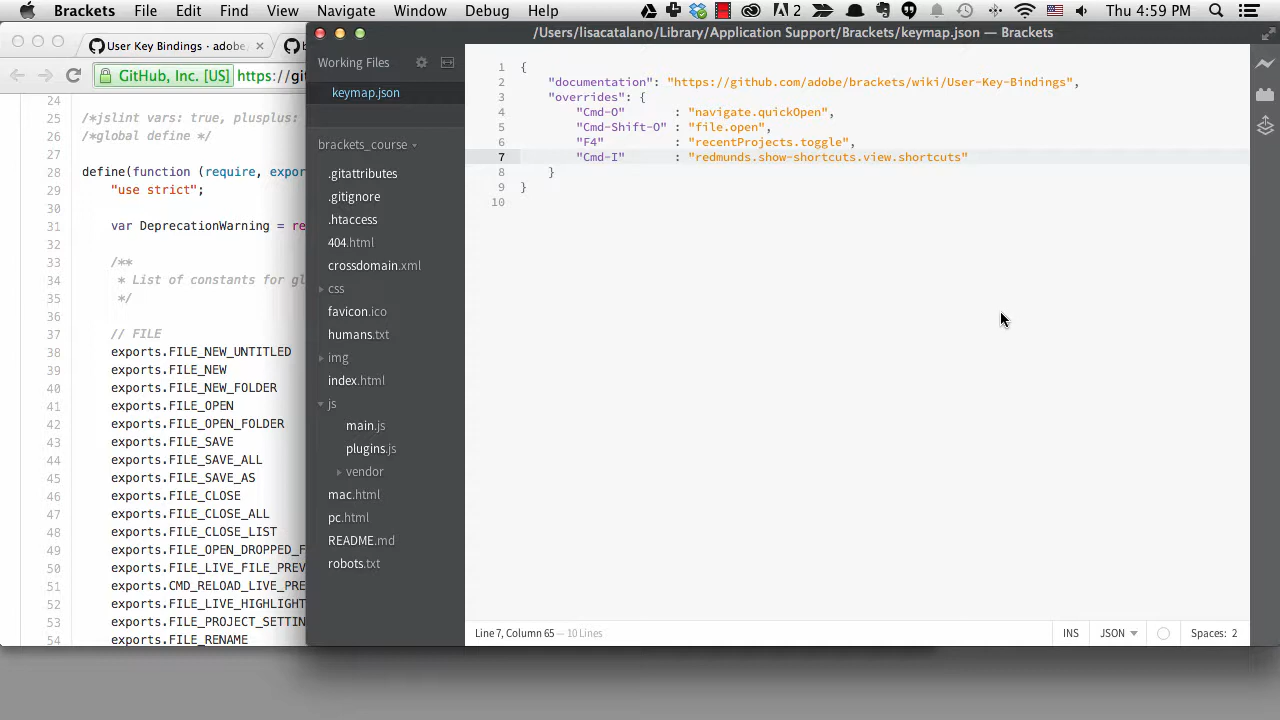 Brackets File Edit Find View Navigate Window Debug Help 2 Thu 4:59 PM
User Key Bindings · adobe/
GitHub, Inc. [US] https://git
24
25 /*jslint vars: true, plusplus:
26 /*global define */
27
28 define(function (require, expor
29 "use strict";
30
31 var DeprecationWarning = re
32
33 /**
34 * List of constants for gl
35 */
36
37 // FILE
38 exports.FILE_NEW_UNTITLED
39 exports.FILE_NEW
40 exports.FILE_NEW_FOLDER
41 exports.FILE_OPEN
42 exports.FILE_OPEN_FOLDER
43 exports.FILE_SAVE
44 exports.FILE_SAVE_ALL
45 exports.FILE_SAVE_AS
46 exports.FILE_CLOSE
47 exports.FILE_CLOSE_ALL
48 exports.FILE_CLOSE_LIST
49 exports.FILE_OPEN_DROPPED_F
50 exports.FILE_LIVE_FILE_PREV
51 exports.CMD_RELOAD_LIVE_PRE
52 exports.FILE_LIVE_HIGHLIGHT
53 exports.FILE_PROJECT_SETTIN
54 exports.FILE_RENAME
/Users/lisacatalano/Library/Application Support/Brackets/keymap.json — Brackets
Working Files
keymap.json
brackets_course
.gitattributes
.gitignore
.htaccess
404.html
crossdomain.xml
css
favicon.ico
humans.txt
img
index.html
js
main.js
plugins.js
vendor
mac.html
pc.html
README.md
robots.txt
1 {
2 "documentation": "https://github.com/adobe/brackets/wiki/User-Key-Bindings",
3 "overrides": {
4 "Cmd-O" : "navigate.quickOpen",
5 "Cmd-Shift-O" : "file.open",
6 "F4" : "recentProjects.toggle",
7 "Cmd-I" : "redmunds.show-shortcuts.view.shortcuts"
8 }
9 }
10
Line 7, Column 65 — 10 Lines INS JSON Spaces: 2